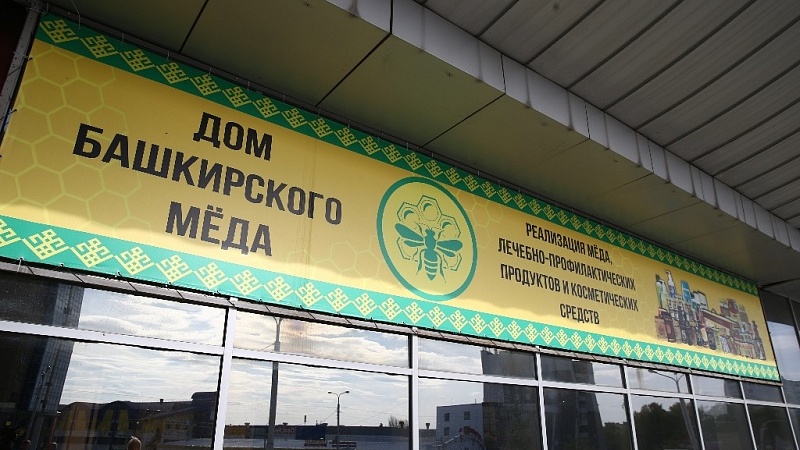 ДОМ
БАШКИРСКОГО
МЁДА
РЕАЛИЗАЦИЯ МЁДА,
ЛЕЧЕБНО-ПРОФИЛАКТИЧЕСКИХ
ПРОДУКТОВ И КОСМЕТИЧЕСКИХ
СРЕДСТВ